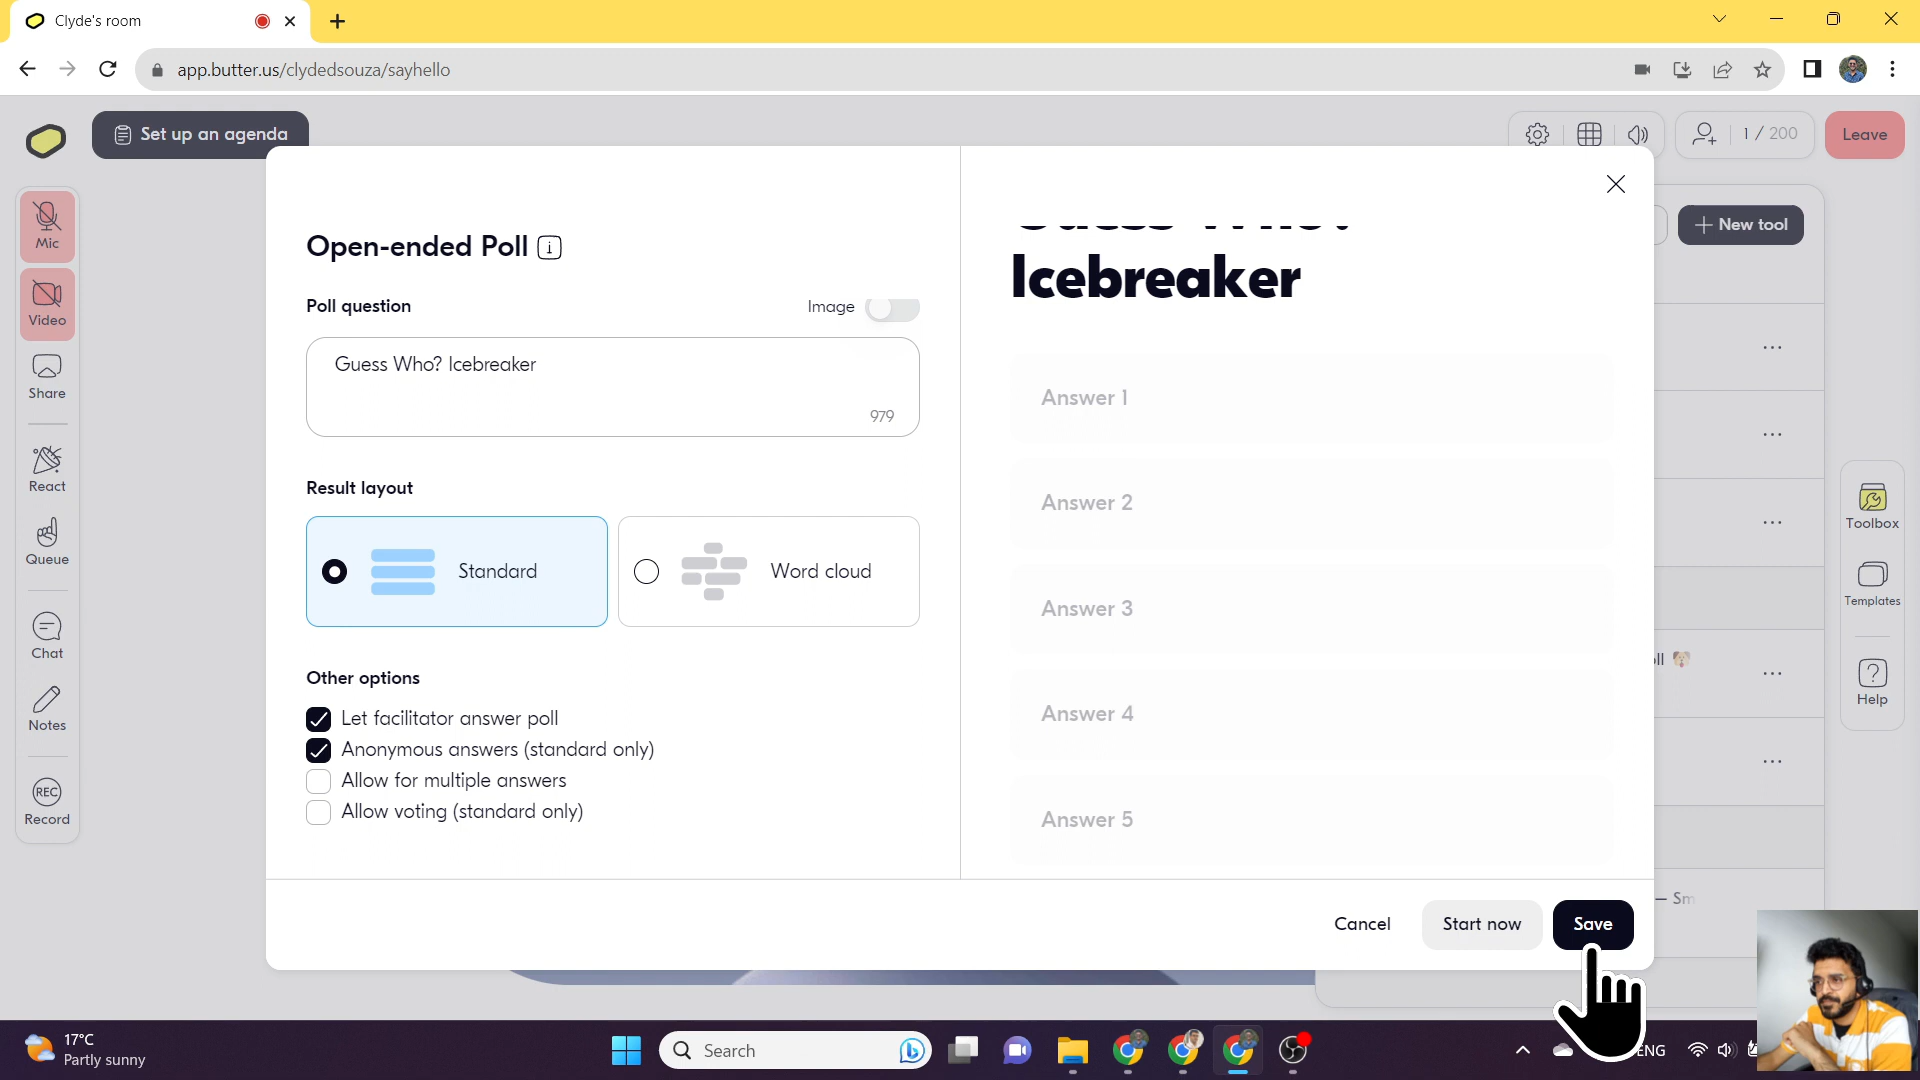 Clyde's room
app.butter.us/clydedsouza/sayhello
Set up an agenda
1 / 200
Leave
Mic
Video
Share
React
Queue
Chat
Notes
REC
Record
Open-ended Poll
Poll question
Image
Guess Who? Icebreaker
979
Result layout
Standard
Word cloud
Other options
Let facilitator answer poll
Anonymous answers (standard only)
Allow for multiple answers
Allow voting (standard only)
Guess Who?
Icebreaker
Answer 1
Answer 2
Answer 3
Answer 4
Answer 5
Cancel
Start now
Save
New tool
Toolbox
Templates
Help
17°C
Partly sunny
Search
ENG